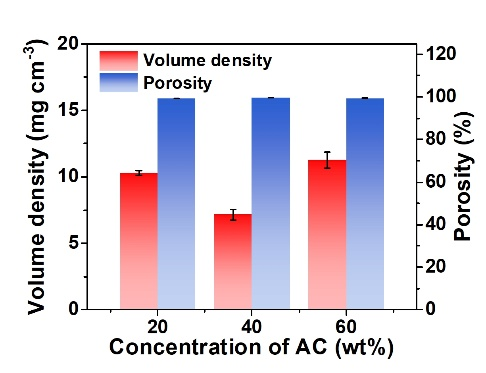 20
15
10
5
0
Volume density (mg cm-3)
Volume density
Porosity
120
100
80
60
40
20
0
Porosity (%)
20 40 60
Concentration of AC (wt%)